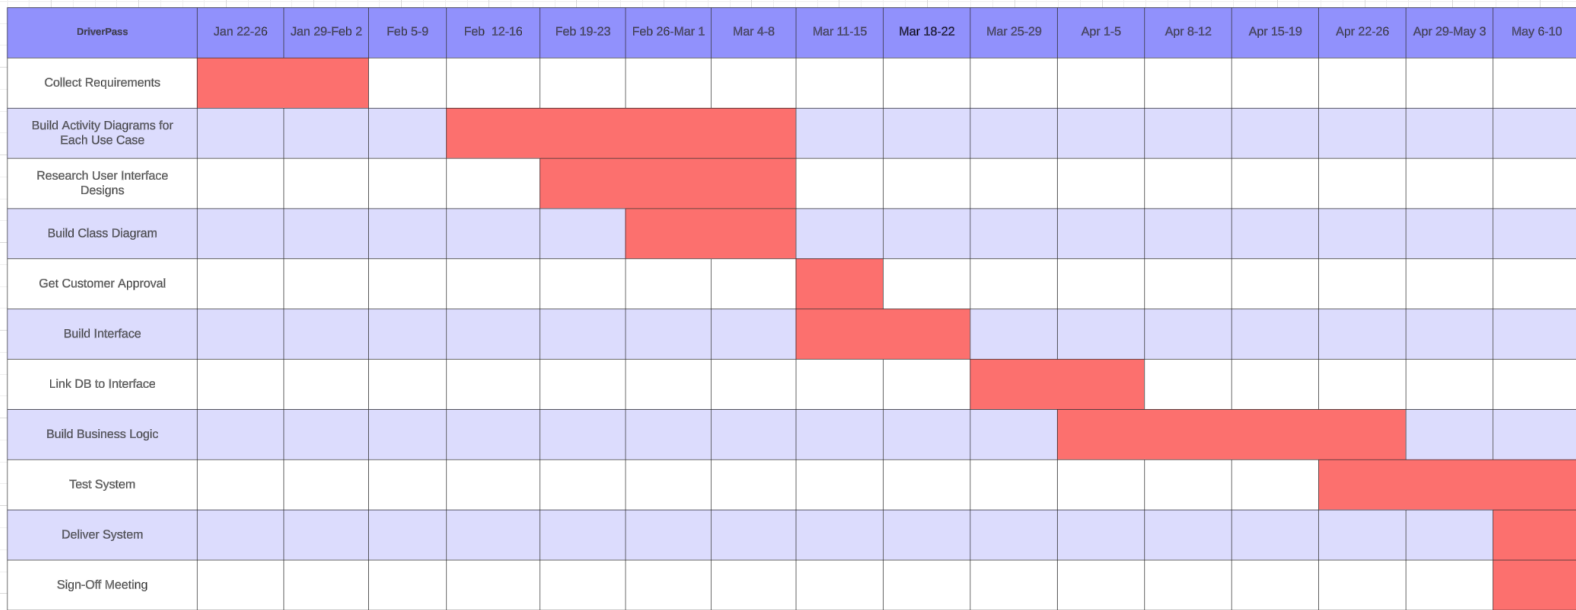 DriverPass
Jan 22-26
Jan 29-Feb 2
Feb 5-9
Feb 12-16
Feb 19-23
Feb 26-Mar 1
Mar 4-8
Mar 11-15
Mar 18-22
Mar 25-29
Apr 1-5
Apr 8-12
Apr 15-19
Apr 22-26
Apr 29-May 3
May 6-10
Collect Requirements
Build Activity Diagrams for
Each Use Case
Research User Interface
Designs
Build Class Diagram
Get Customer Approval
Build Interface
Link DB to Interface
Build Business Logic
Test System
Deliver System
Sign-Off Meeting